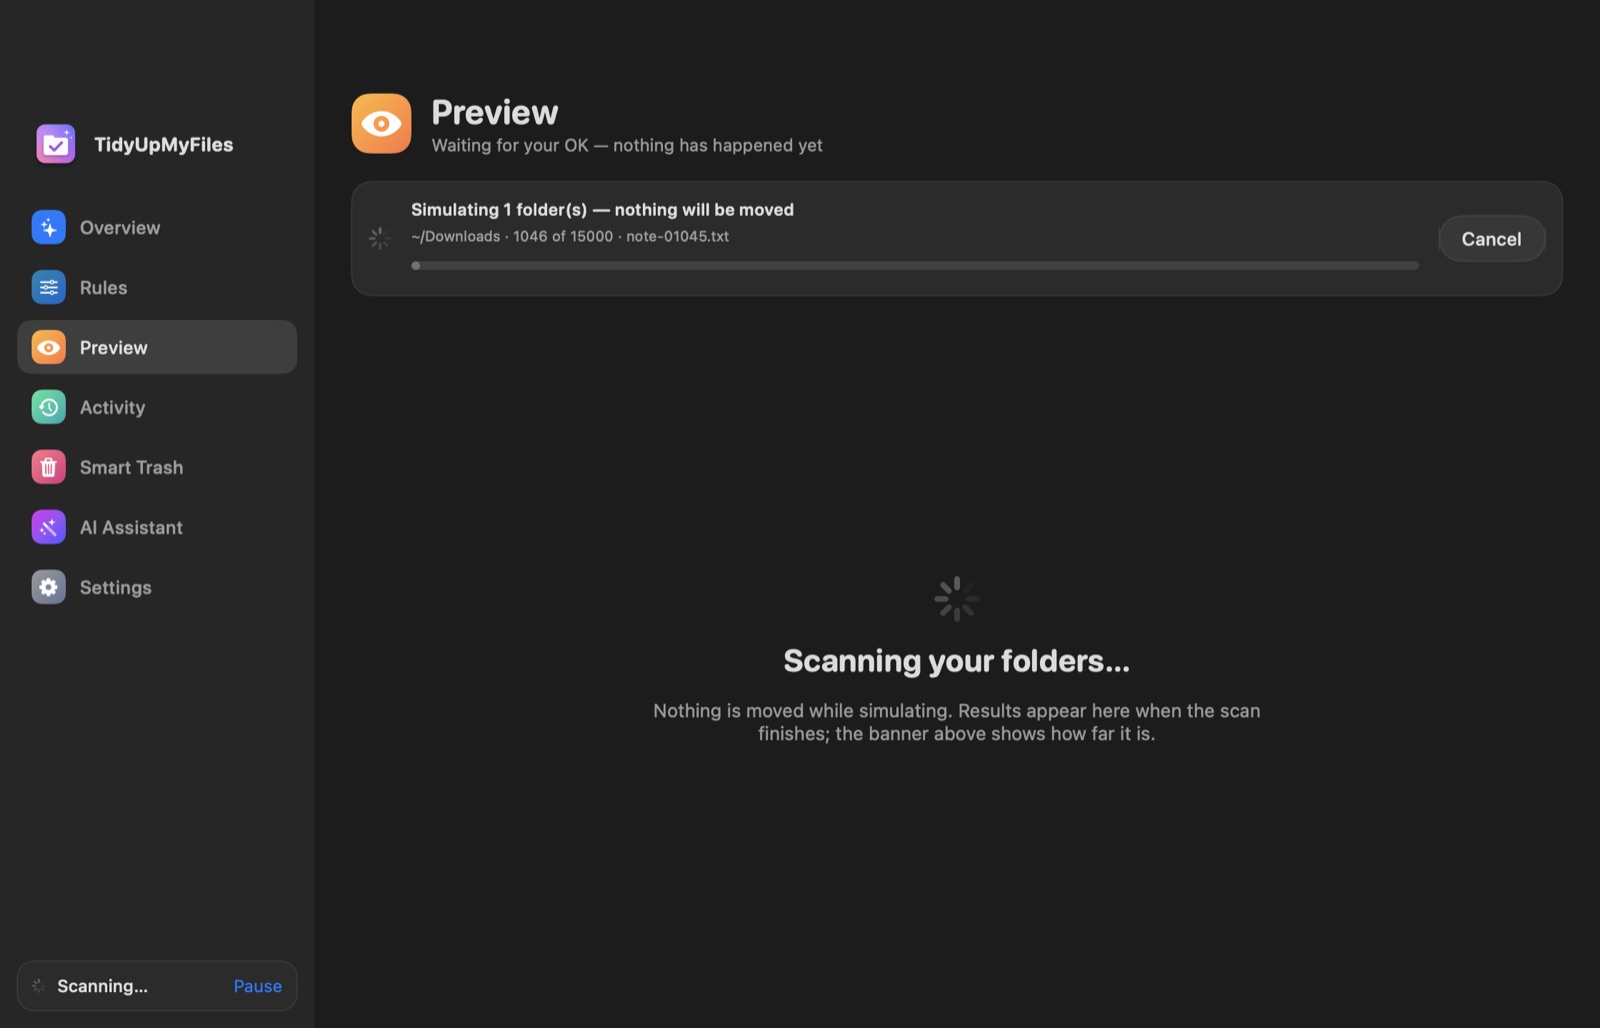 TidyUpMyFiles
Overview
Rules
Preview
Activity
Smart Trash
AI Assistant
Settings
Scanning...
Pause
Preview
Waiting for your OK — nothing has happened yet
Simulating 1 folder(s) — nothing will be moved
~/Downloads · 1046 of 15000 · note-01045.txt
Cancel
Scanning your folders...
Nothing is moved while simulating. Results appear here when the scan
finishes; the banner above shows how far it is.